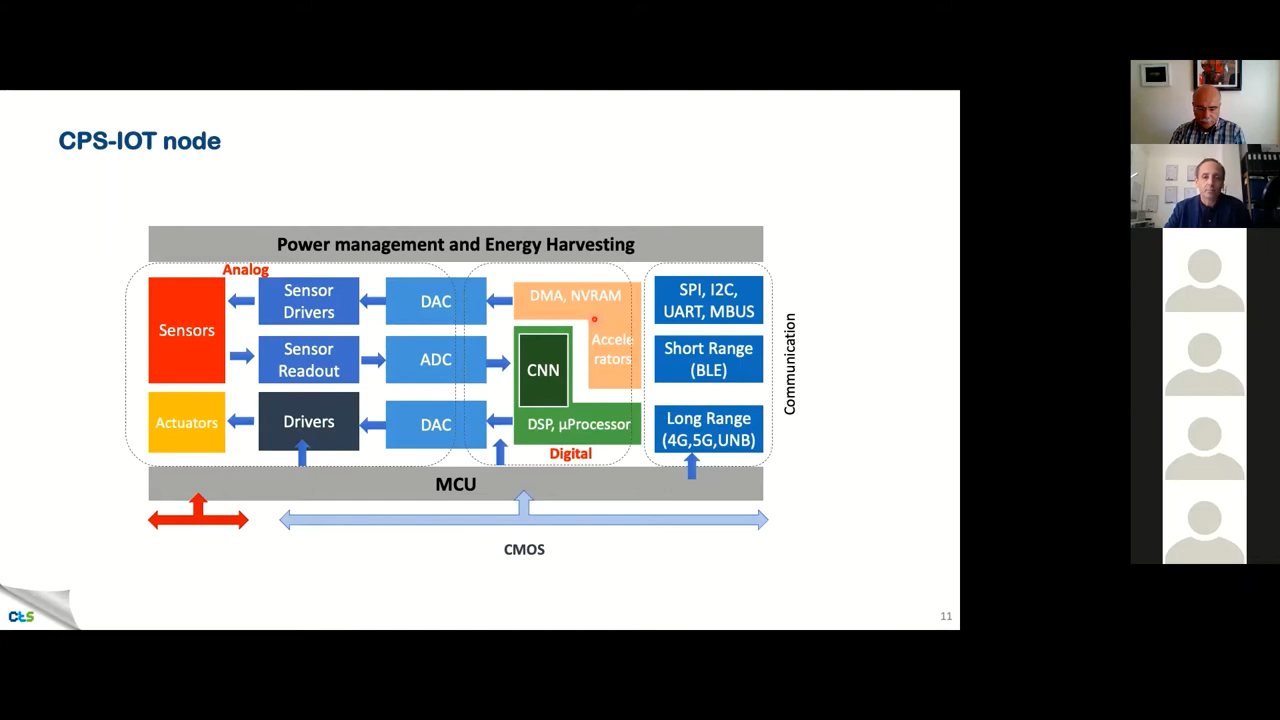 CPS-IOT node
Power management and Energy Harvesting
Analog
Sensors
Sensor
Drivers
DAC
DMA, NVRAM
SPI, I2C,
UART, MBUS
Sensor
Readout
ADC
CNN
Accele
rators
Short Range
(BLE)
Communication
Actuators
Drivers
DAC
DSP, µProcessor
Long Range
(4G,5G,UNB)
Digital
MCU
CMOS
cts
11